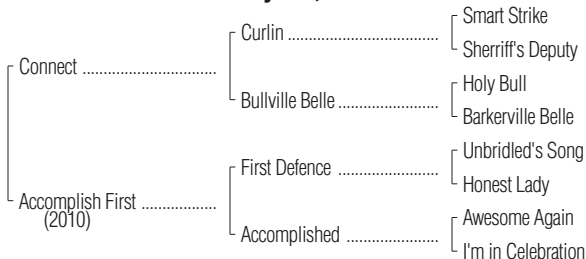 Smart Strike
Curlin ......................................
Sherriff's Deputy
Connect ..................................
Holy Bull
Bullville Belle .........................
Barkerville Belle
Unbridled's Song
First Defence .........................
Honest Lady
Accomplish First ...................
(2010)
Awesome Again
Accomplished .......................
I'm in Celebration